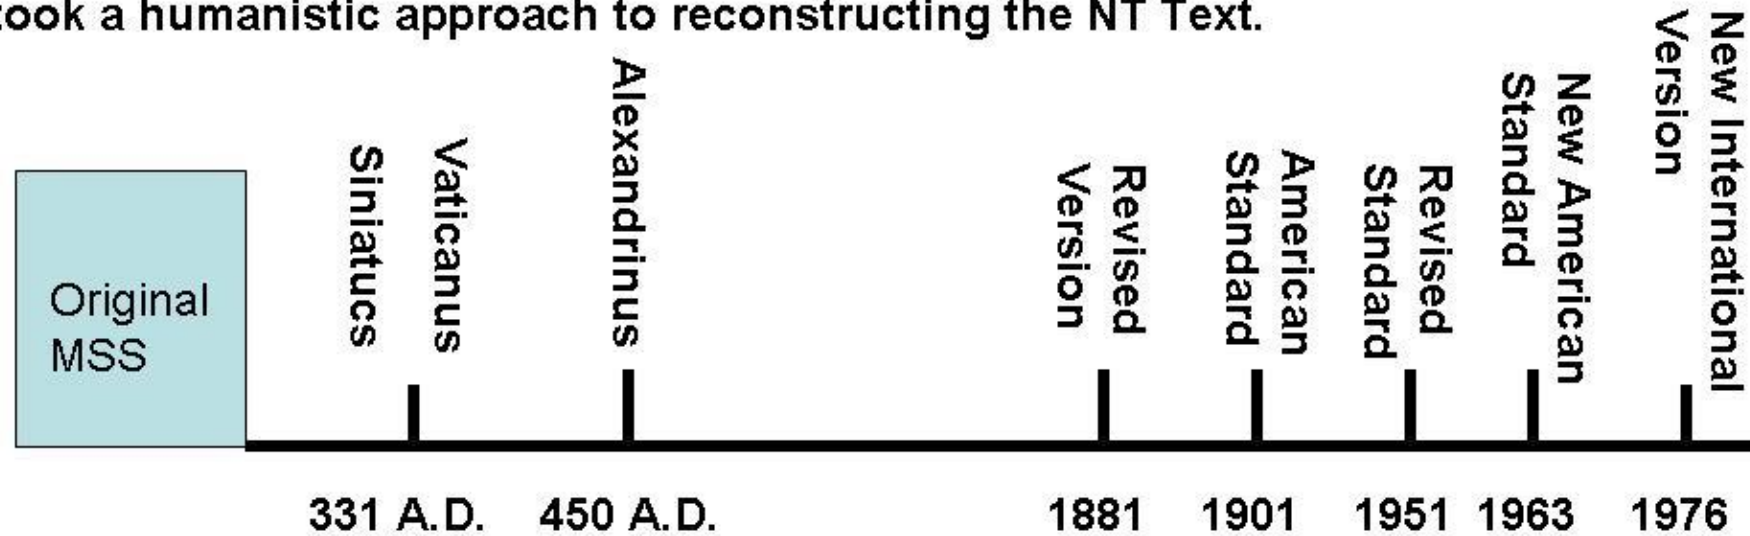 took a humanistic approach to reconstructing the NT Text.
Original
MSS
Vaticanus
Siniatucs
Alexandrinus
Revised
Version
American
Standard
Revised
Standard
New American
Standard
New International
Version
331 A.D.
450 A.D.
1881
1901
1951
1963
1976